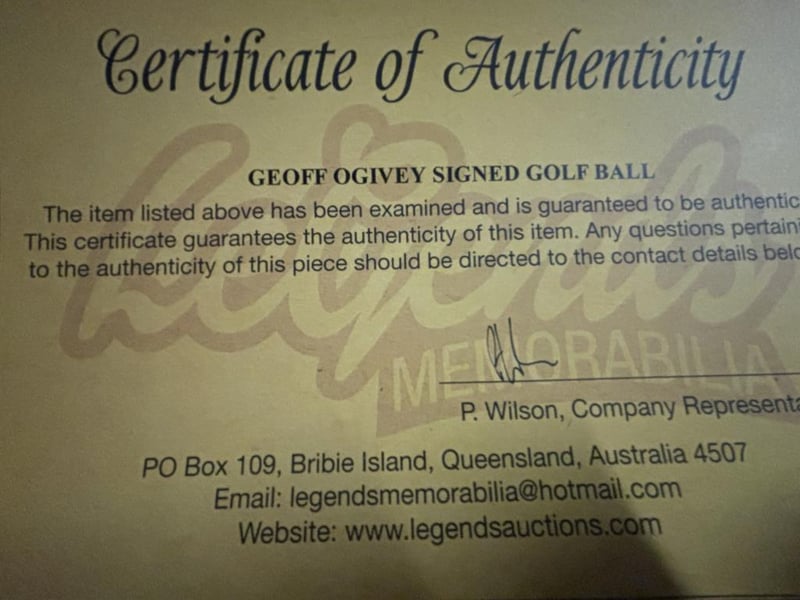 Certificate of Authenticity
GEOFF OGIVEY SIGNED GOLF BALL
The item listed above has been examined and is guaranteed to be authentic
This certificate guarantees the authenticity of this item. Any questions
to the authenticity of this piece should be directed to the contact details
Legends
MEMORABILIA
P. Wilson, Company
PO Box 109, Bribie Island, Queensland, Australia 4507
Email: legendsmemorabilia@hotmail.com
Website: www.legendsauctions.com